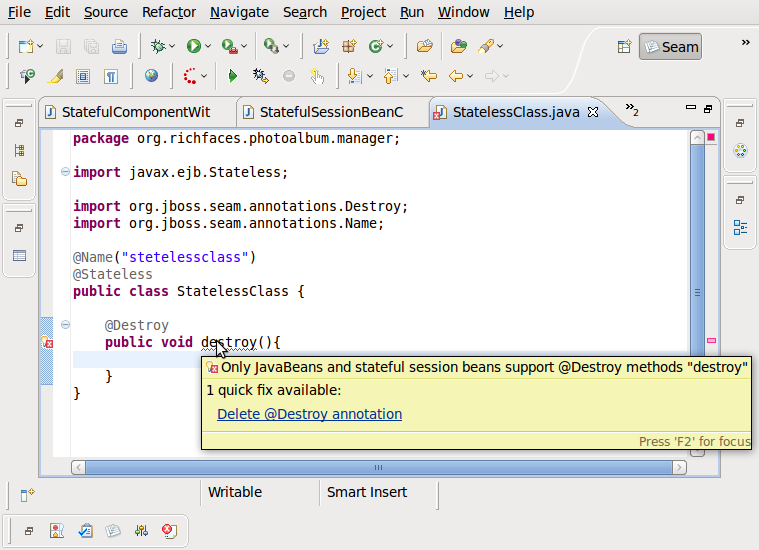 File Edit Source Refactor Navigate Search Project Run Window Help
Seam
StatefulComponentWit StatefulSessionBeanC StatelessClass.java 2
package org.richfaces.photoalbum.manager;
import javax.ejb.Stateless;
import org.jboss.seam.annotations.Destroy;
import org.jboss.seam.annotations.Name;
@Name("stetelessclass")
@Stateless
public class StatelessClass {
@Destroy
public void destroy(){
Only JavaBeans and stateful session beans support @Destroy methods "destroy"
1 quick fix available:
}
Delete @Destroy annotation
}
Press 'F2' for focus
Writable Smart Insert